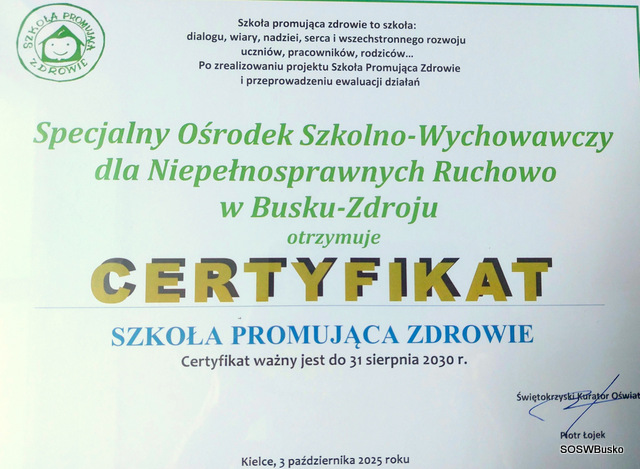 SZKOŁA PROMUJĄCA
ZDROWIE
Szkoła promująca zdrowie to szkoła:
dialogu, wiary, nadziei, serca i wszechstronnego rozwoju
uczniów, pracowników, rodziców...
Po zrealizowaniu projektu Szkoła Promująca Zdrowie
i przeprowadzeniu ewaluacji działań
Specjalny Ośrodek Szkolno-Wychowawczy
dla Niepełnosprawnych Ruchowo
w Busku-Zdroju
otrzymuje
CERTYFIKAT
SZKOŁA PROMUJĄCA ZDROWIE
Certyfikat ważny jest do 31 sierpnia 2030 r.
Świętokrzyski Kurator Oświat
Piotr Łojek
SOSWBusko
Kielce, 3 października 2025 roku